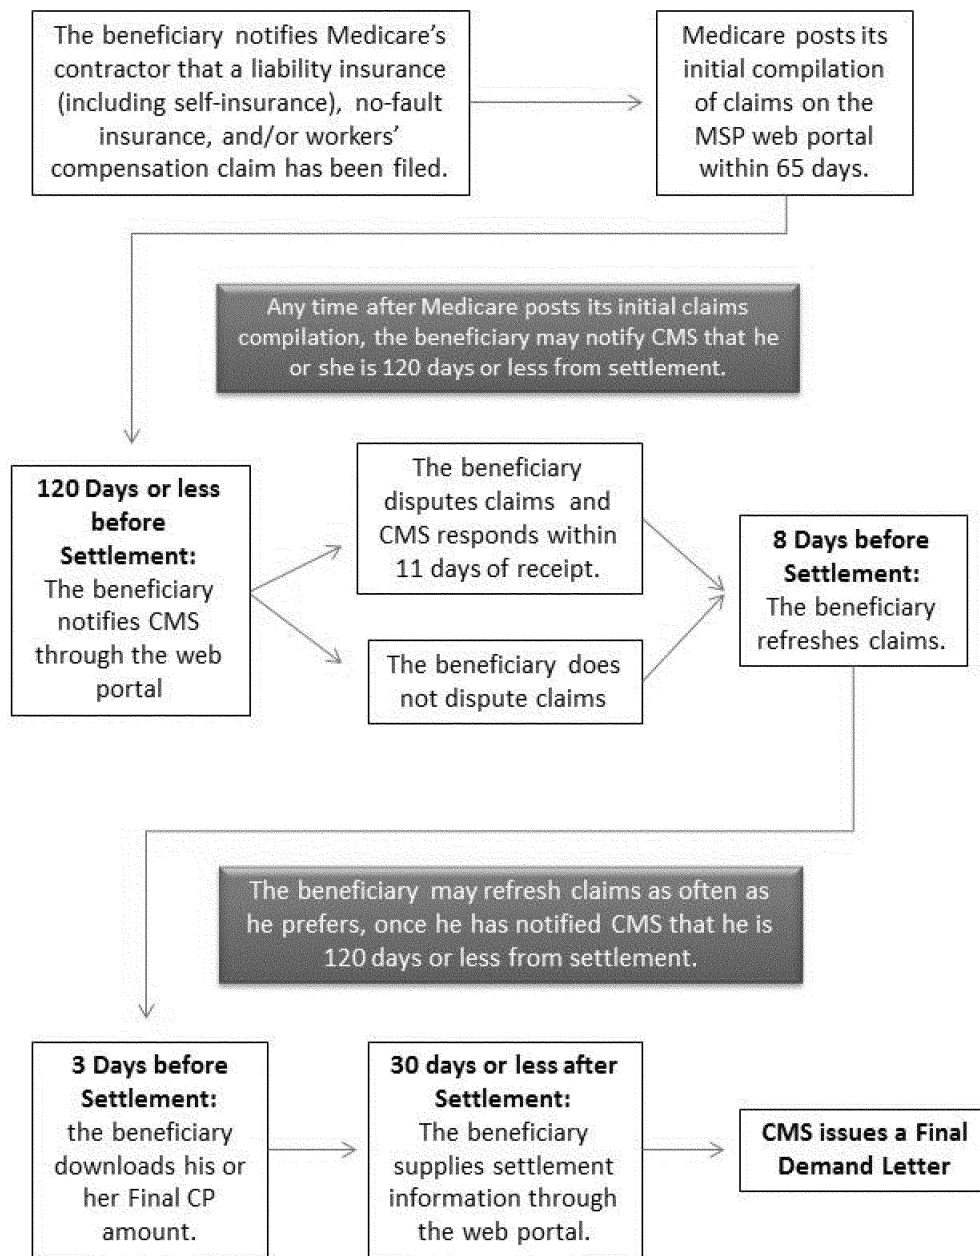 The beneficiary notifies Medicare’s
contractor that a liability insurance
(including self-insurance), no-fault
insurance, and/or workers’
compensation claim has been filed.
Medicare posts its
initial compilation
of claims on the
MSP web portal
within 65 days.
Any time after Medicare posts its initial claims
compilation, the beneficiary may notify CMS that he
or she is 120 days or less from settlement.
120 Days or less
before
Settlement:
The beneficiary
notifies CMS
through the web
portal
The beneficiary
disputes claims and
CMS responds within
11 days of receipt.
The beneficiary does
not dispute claims
8 Days before
Settlement:
The beneficiary
refreshes claims.
The beneficiary may refresh claims as often as
he prefers, once he has notified CMS that he is
120 days or less from settlement.
3 Days before
Settlement:
the beneficiary
downloads his or
her Final CP
amount.
30 days or less after
Settlement:
The beneficiary
supplies settlement
information through
the web portal.
CMS issues a Final
Demand Letter